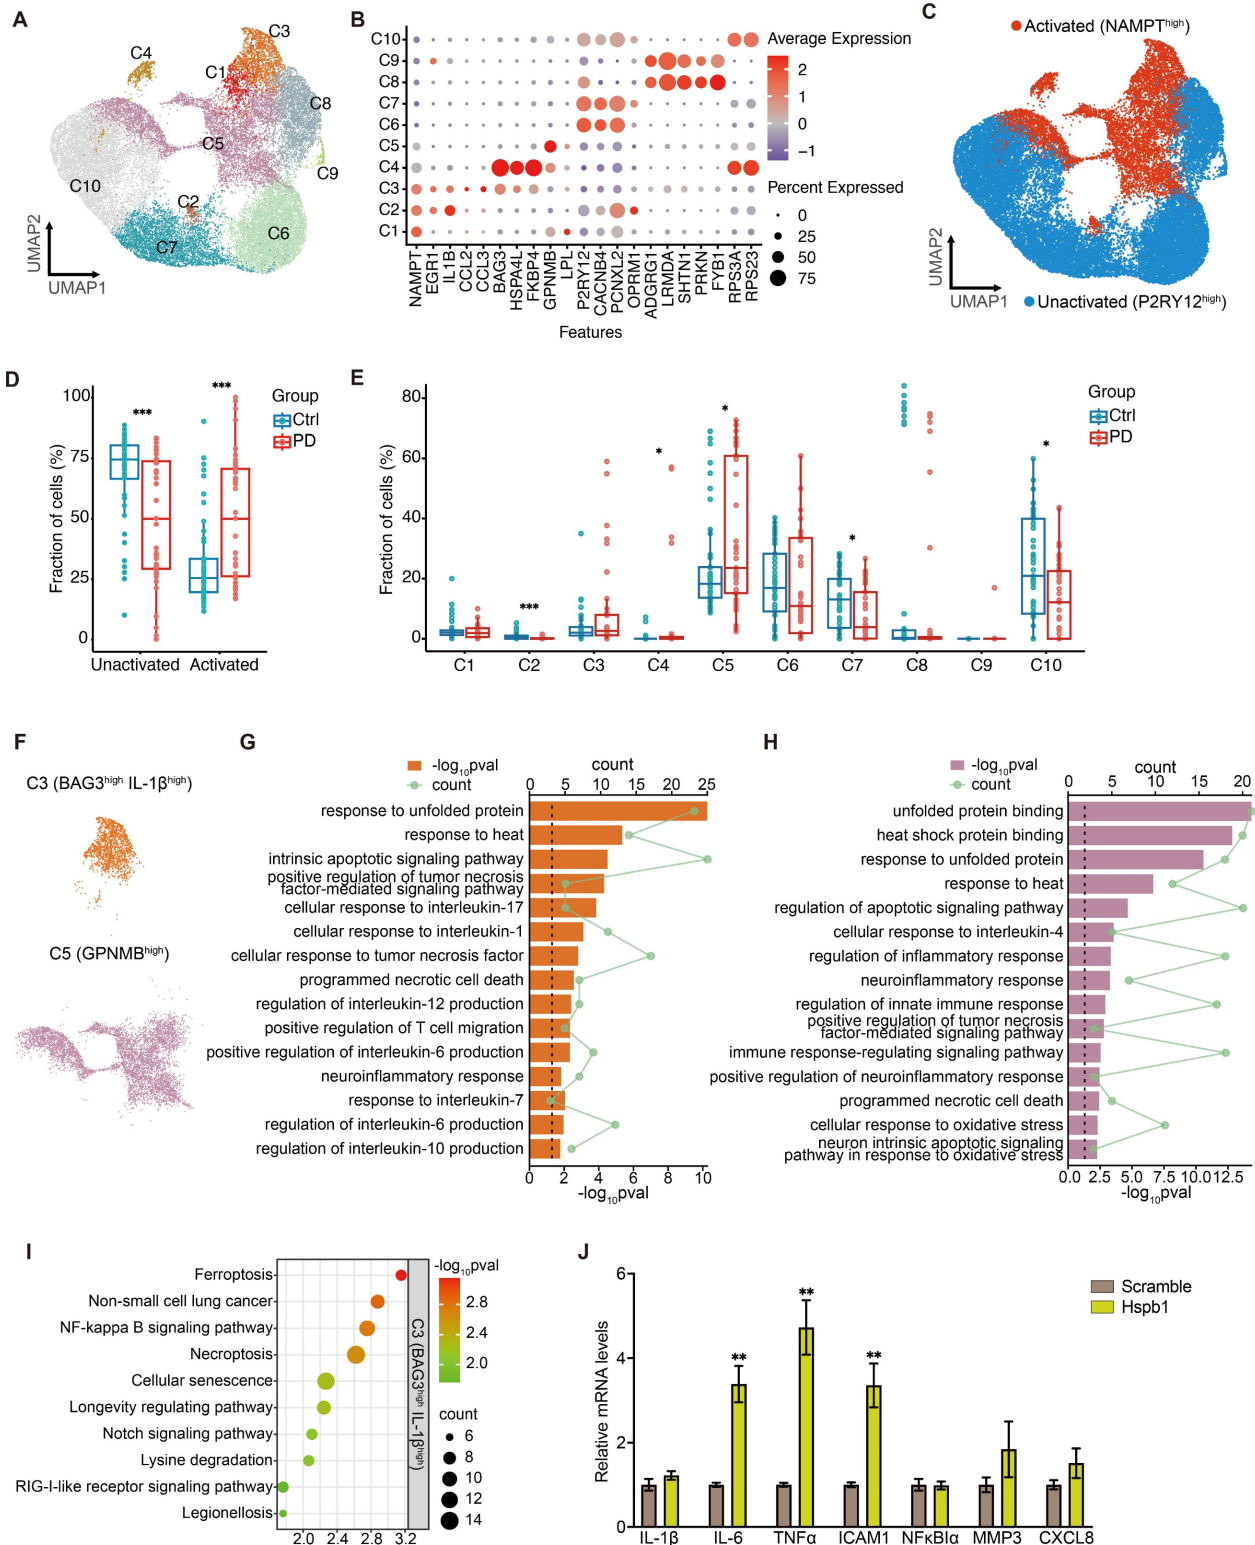 A
C3
C4
C1
C8
C5
C9
C10
C2
C7
C6
UMAP2
UMAP1
B
C10
C9
C8
C7
C6
C5
C4
C3
C2
C1
NAMPT
EGR1
IL1B
CCL2
CCL3
BAG3
HSPA4L
FKBP4
GPNMB
LPL
P2RY12
CACNB4
PCNXL2
OPRM1
ADGRG1
LRMDA
SHTN1
PRKN
FYB1
RPS3A
RPS23
Features
Average Expression
2
1
0
−1
Percent Expressed
0
25
50
75
C
Activated (NAMPThigh)
UMAP2
UMAP1
Unactivated (P2RY12high)
D
Fraction of cells (%)
100
75
50
25
0
***
***
Unactivated
Activated
Group
Ctrl
PD
E
Fraction of cells (%)
80
60
40
20
0
***
*
*
*
*
C1
C2
C3
C4
C5
C6
C7
C8
C9
C10
Group
Ctrl
PD
F
C3 (BAG3high IL-1βhigh)
C5 (GPNMBhigh)
G
-log10pval
count
count
0 5 10 15 20 25
response to unfolded protein
response to heat
intrinsic apoptotic signaling pathway
positive regulation of tumor necrosis
factor-mediated signaling pathway
cellular response to interleukin-17
cellular response to interleukin-1
cellular response to tumor necrosis factor
programmed necrotic cell death
regulation of interleukin-12 production
positive regulation of T cell migration
positive regulation of interleukin-6 production
neuroinflammatory response
response to interleukin-7
regulation of interleukin-6 production
regulation of interleukin-10 production
0 2 4 6 8 10
-log10pval
H
-log10pval
count
count
0 5 10 15 20
unfolded protein binding
heat shock protein binding
response to unfolded protein
response to heat
regulation of apoptotic signaling pathway
cellular response to interleukin-4
regulation of inflammatory response
neuroinflammatory response
regulation of innate immune response
positive regulation of tumor necrosis
factor-mediated signaling pathway
immune response-regulating signaling pathway
positive regulation of neuroinflammatory response
programmed necrotic cell death
cellular response to oxidative stress
neuron intrinsic apoptotic signaling
pathway in response to oxidative stress
0.0 2.5 5.0 7.5 10.0 12.5
-log10pval
I
Ferroptosis
Non-small cell lung cancer
NF-kappa B signaling pathway
Necroptosis
Cellular senescence
Longevity regulating pathway
Notch signaling pathway
Lysine degradation
RIG-I-like receptor signaling pathway
Legionellosis
2.0 2.4 2.8 3.2
C3 (BAG3high IL-1βhigh)
-log10pval
2.8
2.4
2.0
count
6
8
10
12
14
J
Relative mRNA levels
6
4
2
0
**
**
**
IL-1β
IL-6
TNFα
ICAM1
NFκBIα
MMP3
CXCL8
Scramble
Hspb1